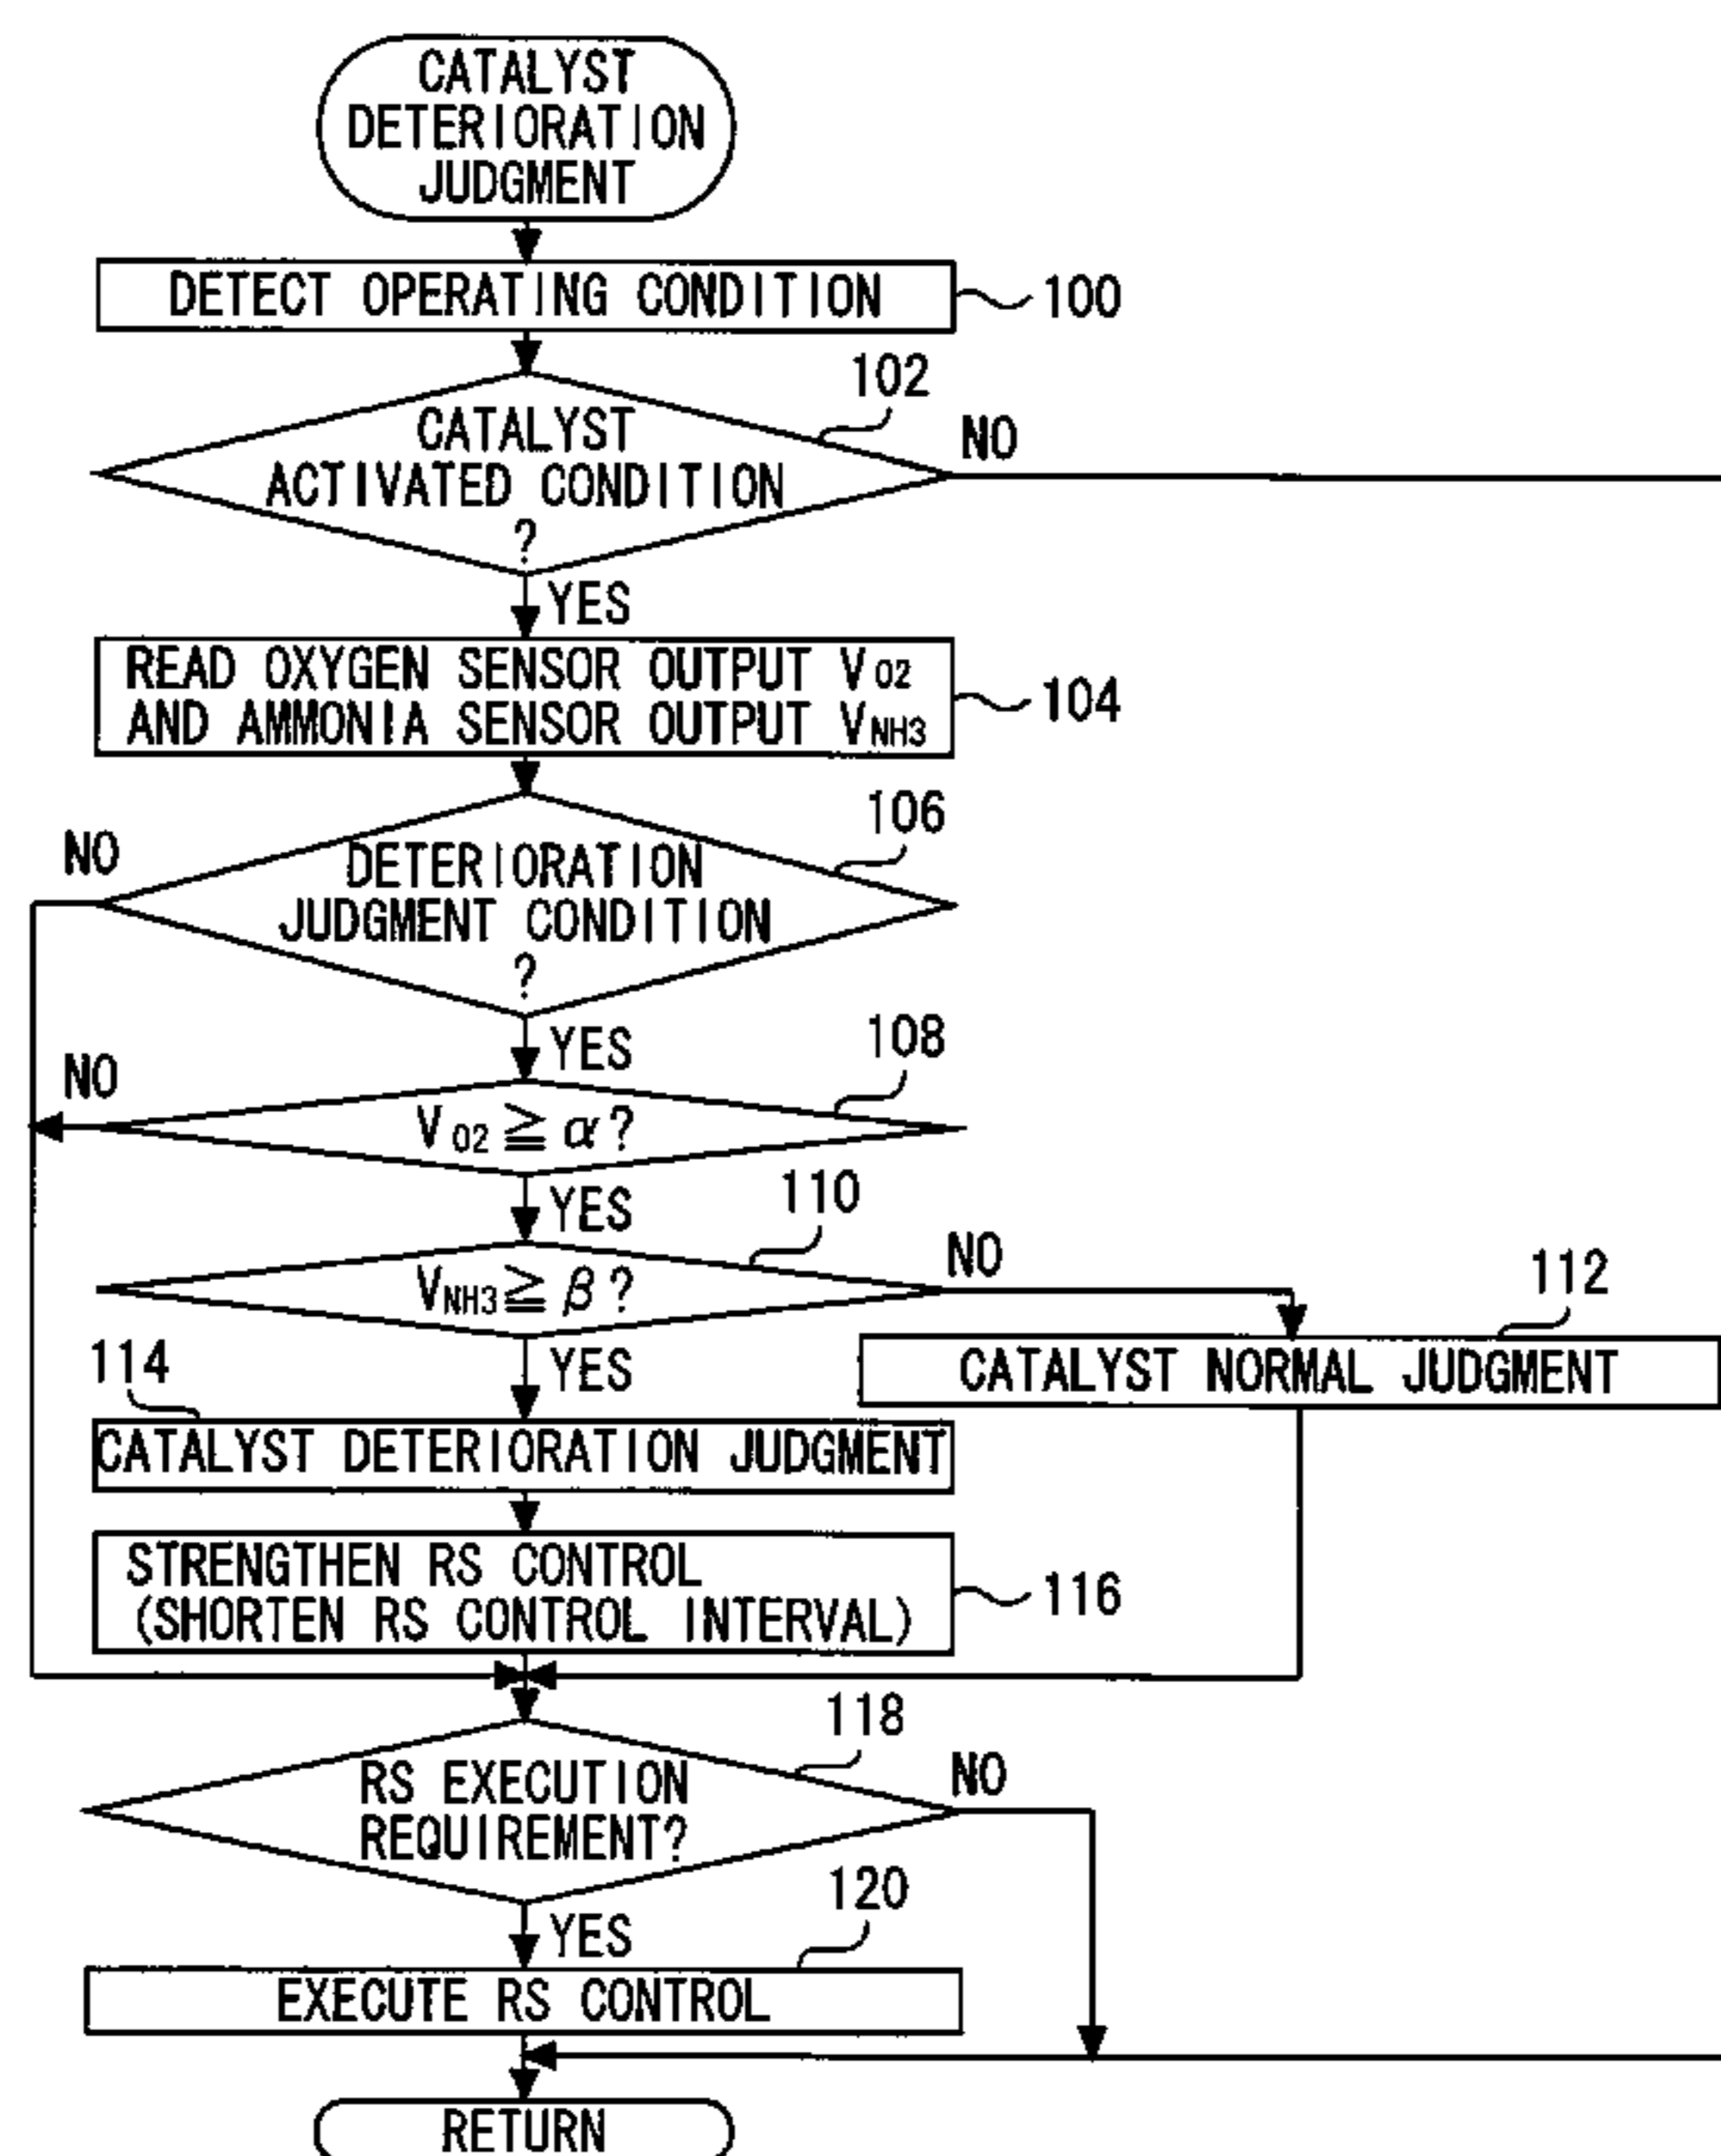 CATALYST
DETERIORATION
JUDGMENT
DETECT OPERATING CONDITION
100
102
CATALYST
ACTIVATED CONDITION
?
NO
YES
READ OXYGEN SENSOR OUTPUT VO2
AND AMMONIA SENSOR OUTPUT VNH3
104
106
NO
DETERIORATION
JUDGMENT CONDITION
?
YES
108
NO
VO2 ≧ α?
YES
110
VNH3 ≧ β?
NO
112
YES
CATALYST NORMAL JUDGMENT
114
CATALYST DETERIORATION JUDGMENT
STRENGTHEN RS CONTROL
(SHORTEN RS CONTROL INTERVAL)
116
118
RS EXECUTION
REQUIREMENT?
NO
YES
120
EXECUTE RS CONTROL
RETURN